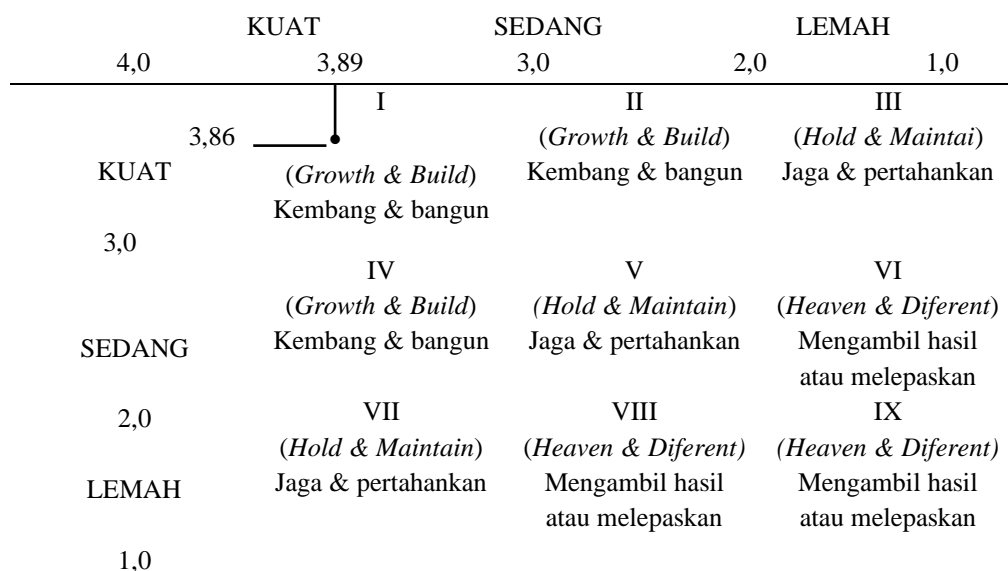 KUAT SEDANG LEMAH
4,0 3,89 3,0 2,0 1,0
I II III
3,86 (Growth & Build) (Hold & Maintai)
KUAT (Growth & Build) Kembang & bangun Jaga & pertahankan
Kembang & bangun
3,0
IV V VI
(Growth & Build) (Hold & Maintain) (Heaven & Diferent)
SEDANG Kembang & bangun Jaga & pertahankan Mengambil hasil
atau melepaskan
2,0 VII VIII IX
(Hold & Maintain) (Heaven & Diferent) (Heaven & Diferent)
LEMAH Jaga & pertahankan Mengambil hasil Mengambil hasil
atau melepaskan atau melepaskan
1,0